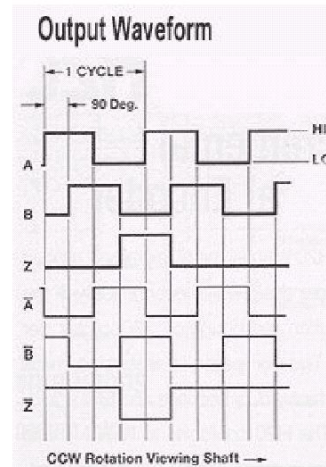 Output Waveform
1 CYCLE
90 Deg.
HI
LO
A
B
Z
A̅
B̅
Z̅
CCW Rotation Viewing Shaft